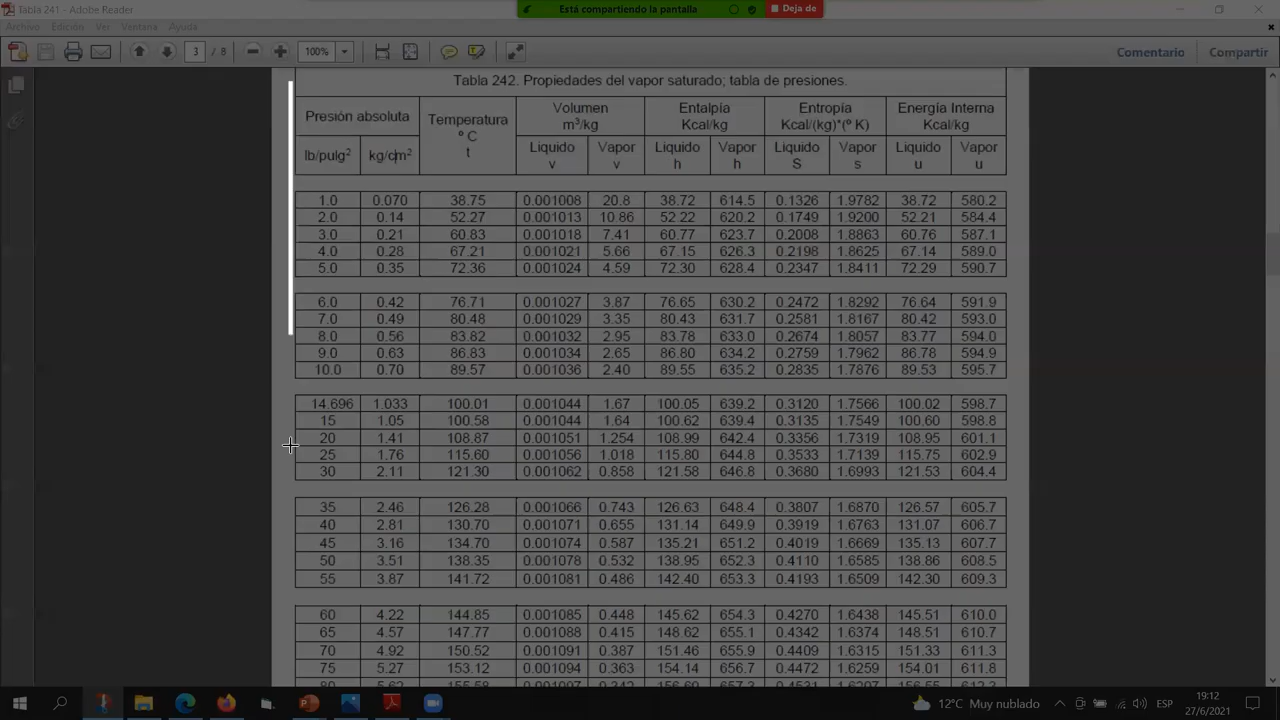 Tabla 241 - Adobe Reader
Está compartiendo la pantalla
Deja de
Archivo Edición Ver Ventana Ayuda
3 / 8 100% Comentario Compartir
Tabla 242. Propiedades del vapor saturado; tabla de presiones.
Presión absoluta Temperatura º C t Volumen m³/kg Entalpía Kcal/kg Entropía Kcal/(kg)*(º K) Energía Interna Kcal/kg
lb/pulg² kg/cm² Liquido v Vapor v Liquido h Vapor h Liquido S Vapor s Liquido u Vapor u
1.0 0.070 38.75 0.001008 20.8 38.72 614.5 0.1326 1.9782 38.72 580.2
2.0 0.14 52.27 0.001013 10.86 52.22 620.2 0.1749 1.9200 52.21 584.4
3.0 0.21 60.83 0.001018 7.41 60.77 623.7 0.2008 1.8863 60.76 587.1
4.0 0.28 67.21 0.001021 5.66 67.15 626.3 0.2198 1.8625 67.14 589.0
5.0 0.35 72.36 0.001024 4.59 72.30 628.4 0.2347 1.8411 72.29 590.7
6.0 0.42 76.71 0.001027 3.87 76.65 630.2 0.2472 1.8292 76.64 591.9
7.0 0.49 80.48 0.001029 3.35 80.43 631.7 0.2581 1.8167 80.42 593.0
8.0 0.56 83.82 0.001032 2.95 83.78 633.0 0.2674 1.8057 83.77 594.0
9.0 0.63 86.83 0.001034 2.65 86.80 634.2 0.2759 1.7962 86.78 594.9
10.0 0.70 89.57 0.001036 2.40 89.55 635.2 0.2835 1.7876 89.53 595.7
14.696 1.033 100.01 0.001044 1.67 100.05 639.2 0.3120 1.7566 100.02 598.7
15 1.05 100.58 0.001044 1.64 100.62 639.4 0.3135 1.7549 100.60 598.8
20 1.41 108.87 0.001051 1.254 108.99 642.4 0.3356 1.7319 108.95 601.1
25 1.76 115.60 0.001056 1.018 115.80 644.8 0.3533 1.7139 115.75 602.9
30 2.11 121.30 0.001062 0.858 121.58 646.8 0.3680 1.6993 121.53 604.4
35 2.46 126.28 0.001066 0.743 126.63 648.4 0.3807 1.6870 126.57 605.7
40 2.81 130.70 0.001071 0.655 131.14 649.9 0.3919 1.6763 131.07 606.7
45 3.16 134.70 0.001074 0.587 135.21 651.2 0.4019 1.6669 135.13 607.7
50 3.51 138.35 0.001078 0.532 138.95 652.3 0.4110 1.6585 138.86 608.5
55 3.87 141.72 0.001081 0.486 142.40 653.3 0.4193 1.6509 142.30 609.3
60 4.22 144.85 0.001085 0.448 145.62 654.3 0.4270 1.6438 145.51 610.0
65 4.57 147.77 0.001088 0.415 148.62 655.1 0.4342 1.6374 148.51 610.7
70 4.92 150.52 0.001091 0.387 151.46 655.9 0.4409 1.6315 151.33 611.3
75 5.27 153.12 0.001094 0.363 154.14 656.7 0.4472 1.6259 154.01 611.8
12°C Muy nublado ESP 19:12
27/6/2021